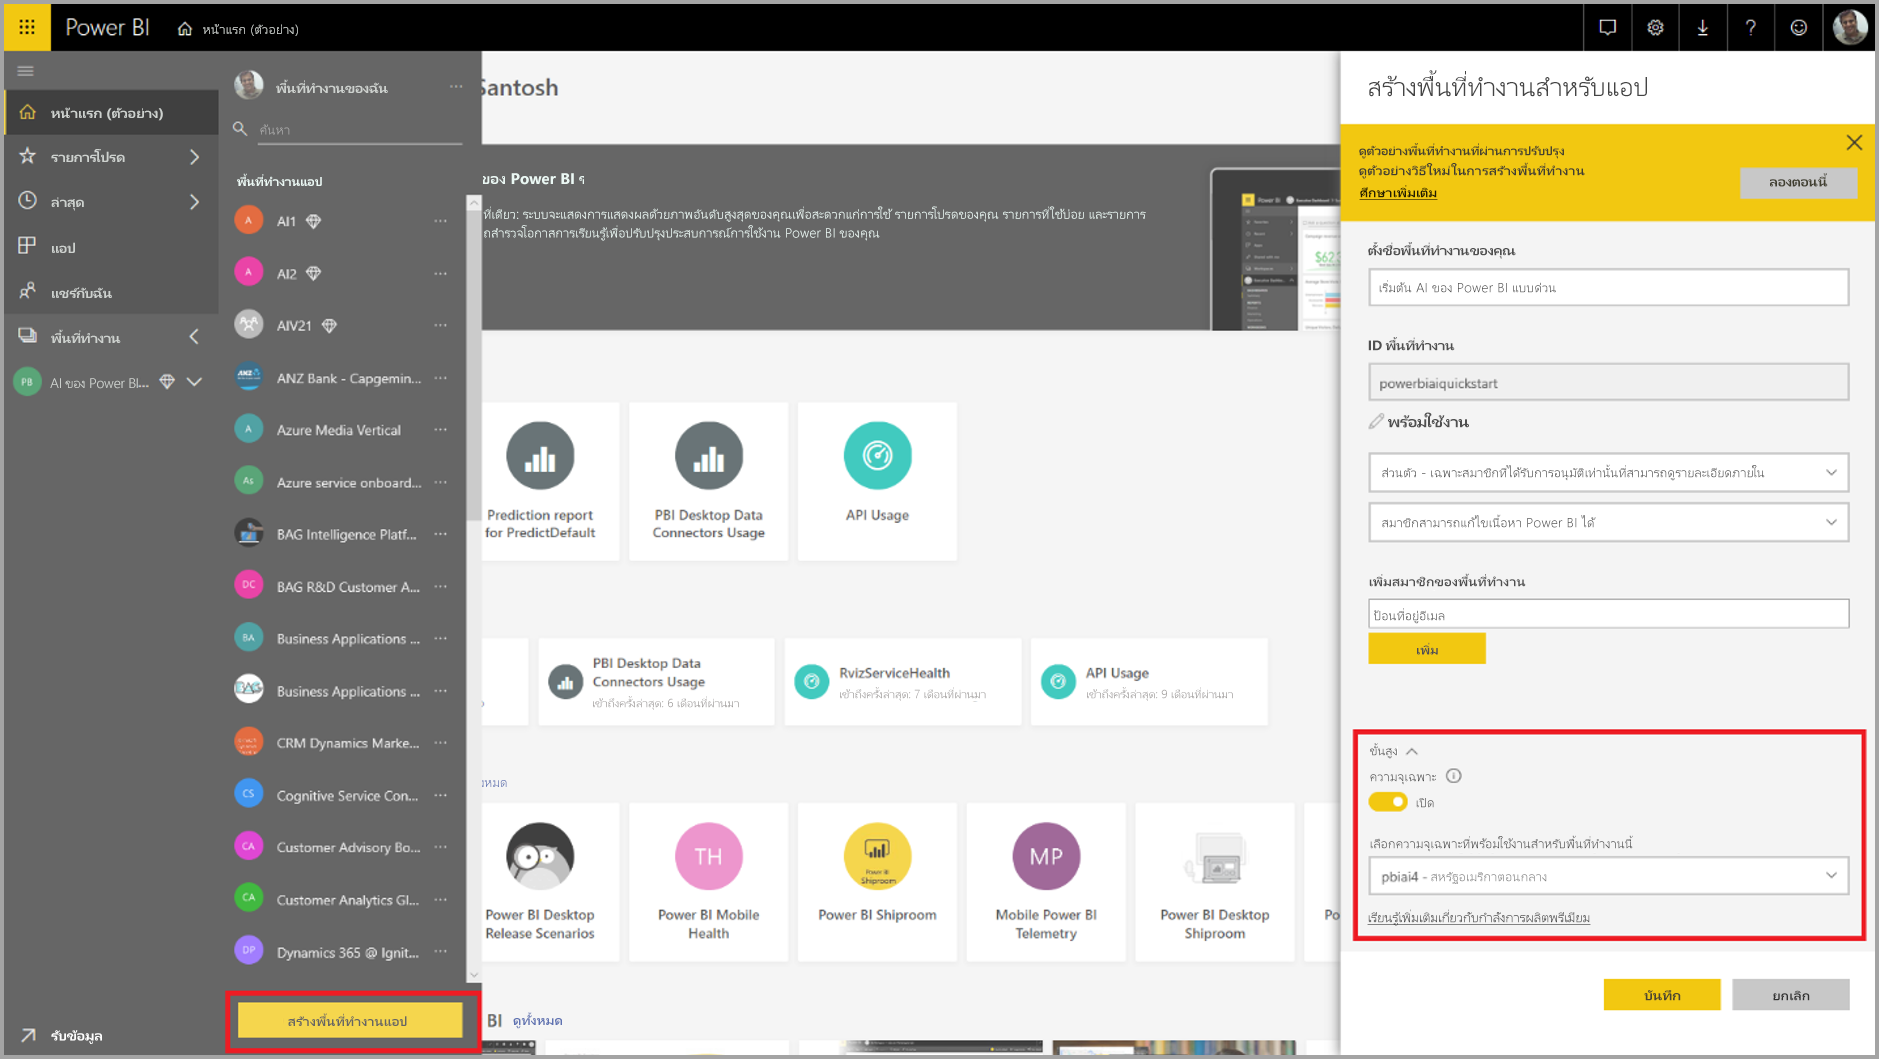 Power BI
หน้าแรก (ตัวอย่าง)
หน้าแรก (ตัวอย่าง)
รายการโปรด
ล่าสุด
แอป
แชร์กับฉัน
พื้นที่ทำงาน
PB AI ของ Power BI...
รับข้อมูล
พื้นที่ทำงานของฉัน
ค้นหา
พื้นที่ทำงานแอป
A AI1
A AI2
AIV21
ANZ Bank - Capgemin...
A Azure Media Vertical
As Azure service onboard...
BAG Intelligence Platf...
DC BAG R&D Customer A...
BA Business Applications ...
BAG Business Applications ...
CRM Dynamics Marke...
CS Cognitive Service Con...
CA Customer Advisory Bo...
CA Customer Analytics Gl...
DP Dynamics 365 @ Ignit...
สร้างพื้นที่ทำงานแอป
Santosh
ของ Power BI
ที่เดียว: ระบบจะแสดงการแสดงผลด้วยภาพอันดับสูงสุดของคุณเพื่อสะดวกแก่การใช้ รายการโปรดของคุณ รายการที่ใช้บ่อย และรายการ
ถสำรวจโอกาสการเรียนรู้เพื่อปรับปรุงประสบการณ์การใช้งาน Power BI ของคุณ
Prediction report
for PredictDefault
PBI Desktop Data
Connectors Usage
API Usage
PBI Desktop Data
Connectors Usage
เข้าถึงครั้งล่าสุด: 6 เดือนที่ผ่านมา
RvizServiceHealth
เข้าถึงครั้งล่าสุด: 7 เดือนที่ผ่านมา
API Usage
เข้าถึงครั้งล่าสุด: 9 เดือนที่ผ่านมา
งหมด
Power BI Desktop
Release Scenarios
TH
Power BI Mobile
Health
Power BI
Shiproom
Power BI Shiproom
MP
Mobile Power BI
Telemetry
Power BI Desktop
Shiproom
Po
BI ดูทั้งหมด
สร้างพื้นที่ทำงานสำหรับแอป
ดูตัวอย่างพื้นที่ทำงานที่ผ่านการปรับปรุง
ดูตัวอย่างวิธีใหม่ในการสร้างพื้นที่ทำงาน
ศึกษาเพิ่มเติม
ลองตอนนี้
ตั้งชื่อพื้นที่ทำงานของคุณ
เริ่มต้น AI ของ Power BI แบบด่วน
ID พื้นที่ทำงาน
powerbiaiquickstart
พร้อมใช้งาน
ส่วนตัว - เฉพาะสมาชิกที่ได้รับการอนุมัติเท่านั้นที่สามารถดูรายละเอียดภายใน
สมาชิกสามารถแก้ไขเนื้อหา Power BI ได้
เพิ่มสมาชิกของพื้นที่ทำงาน
ป้อนที่อยู่อีเมล
เพิ่ม
ขั้นสูง
ความจุเฉพาะ
เปิด
เลือกความจุเฉพาะที่พร้อมใช้งานสำหรับพื้นที่ทำงานนี้
pbiai4 - สหรัฐอเมริกาตอนกลาง
เรียนรู้เพิ่มเติมเกี่ยวกับกำลังการผลิตพรีเมียม
บันทึก
ยกเลิก